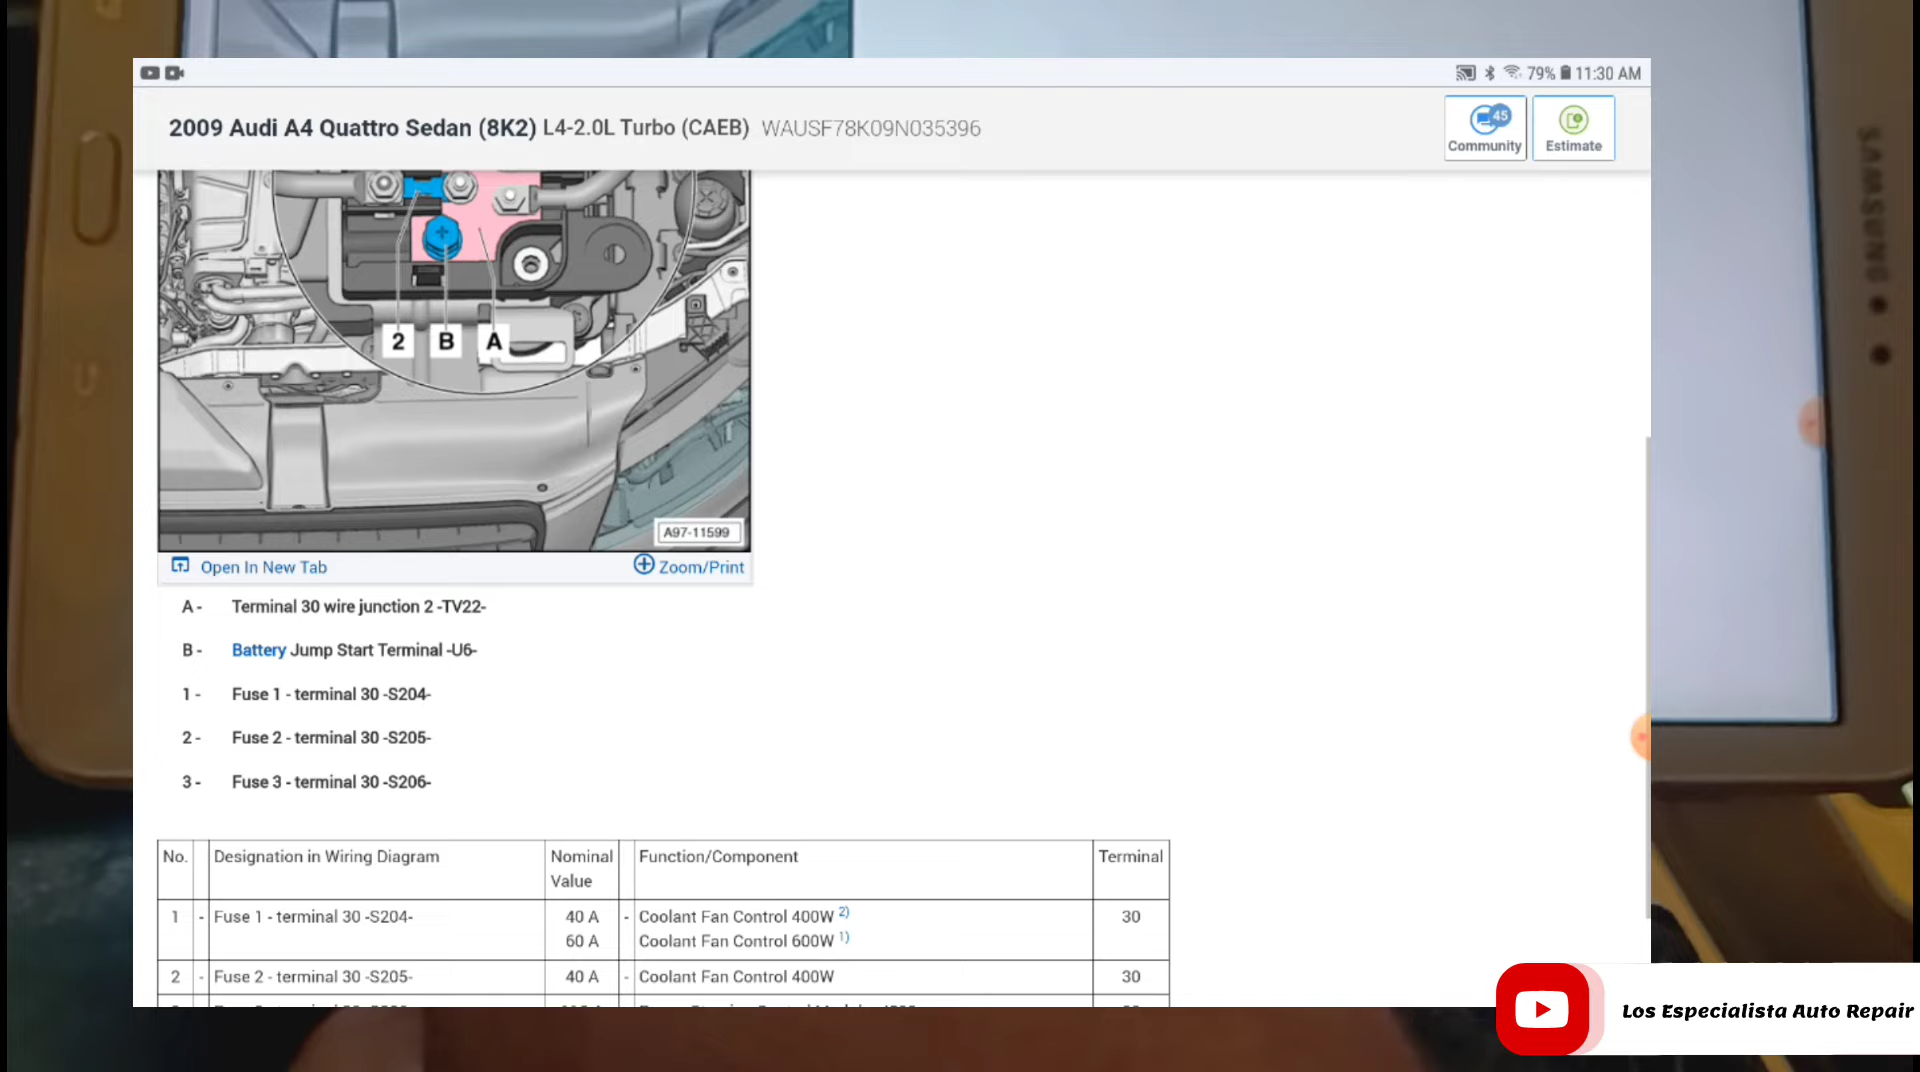 79% 11:30 AM
2009 Audi A4 Quattro Sedan (8K2) L4-2.0L Turbo (CAEB) WAUSF78K09N035396
45
Community
Estimate
SAMSUNG
2 B A
A97-11599
Open In New Tab
Zoom/Print
A - Terminal 30 wire junction 2 -TV22-
B - Battery Jump Start Terminal -U6-
1 - Fuse 1 - terminal 30 -S204-
2 - Fuse 2 - terminal 30 -S205-
3 - Fuse 3 - terminal 30 -S206-
No. Designation in Wiring Diagram Nominal Function/Component Terminal
Value
1 - Fuse 1 - terminal 30 -S204- 40 A - Coolant Fan Control 400W 2) 30
60 A Coolant Fan Control 600W 1)
2 - Fuse 2 - terminal 30 -S205- 40 A - Coolant Fan Control 400W 30
Los Especialista Auto Repair